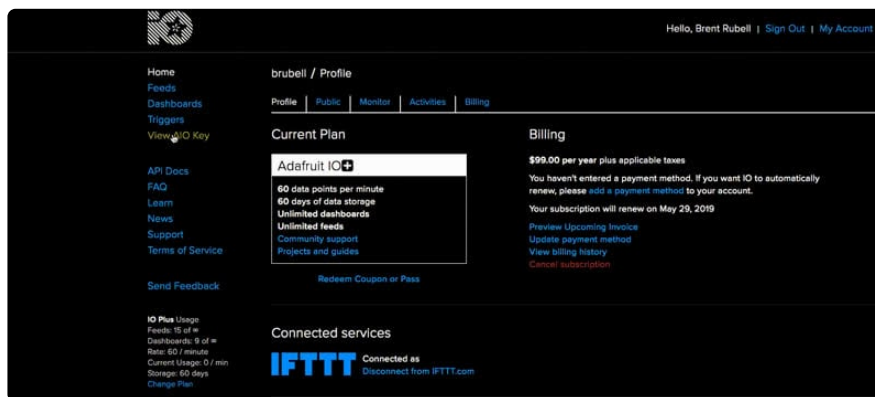 Hello, Brent Rubell | Sign Out | My Account
Home
Feeds
Dashboards
Triggers
View AIO Key
API Docs
FAQ
Learn
News
Support
Terms of Service
Send Feedback
IO Plus Usage
Feeds: 15 of ∞
Dashboards: 9 of ∞
Rate: 60 / minute
Current Usage: 0 / min
Storage: 60 days
Change Plan
brubell / Profile
Profile | Public | Monitor | Activities | Billing
Current Plan
Adafruit IO+
60 data points per minute
60 days of data storage
Unlimited dashboards
Unlimited feeds
Community support
Projects and guides
Redeem Coupon or Pass
Billing
$99.00 per year plus applicable taxes
You haven't entered a payment method. If you want IO to automatically
renew, please add a payment method to your account.
Your subscription will renew on May 29, 2019
Preview Upcoming Invoice
Update payment method
View billing history
Cancel subscription
Connected services
IFTTT
Connected as
Disconnect from IFTTT.com